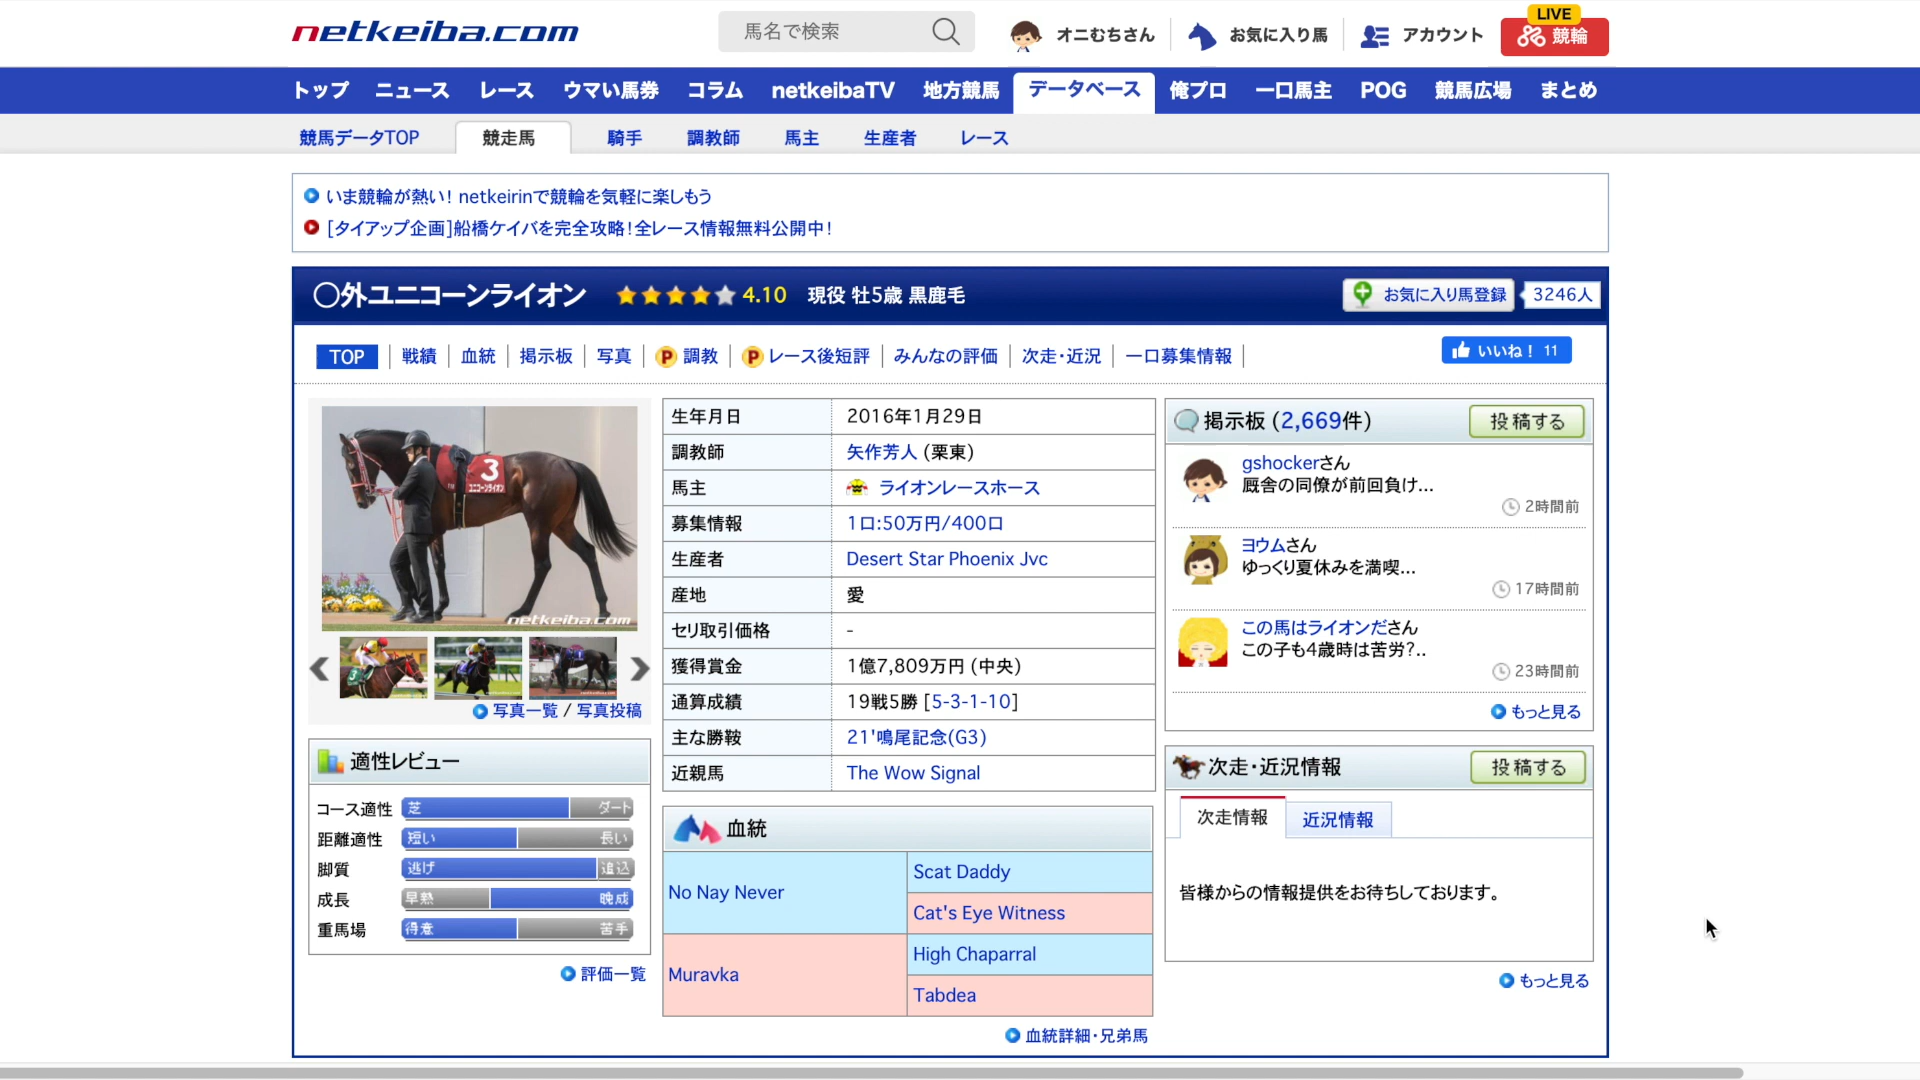 netkeiba.com
馬名で検索
オニむちさん
お気に入り馬
アカウント
LIVE
競輪
トップ ニュース レース ウマい馬券 コラム netkeibaTV 地方競馬 データベース 俺プロ 一口馬主 POG 競馬広場 まとめ
競馬データTOP 競走馬 騎手 調教師 馬主 生産者 レース
いま競輪が熱い! netkeirinで競輪を気軽に楽しもう
[タイアップ企画]船橋ケイバを完全攻略!全レース情報無料公開中!
○外ユニコーンライオン 4.10 現役 牡5歳 黒鹿毛
お気に入り馬登録 3246人
TOP 戦績 血統 掲示板 写真 P 調教 P レース後短評 みんなの評価 次走・近況 一口募集情報
いいね! 11
3
ユニコーンライオン
netkeiba.com
写真一覧 / 写真投稿
適性レビュー
コース適性 芝 ダート
距離適性 短い 長い
脚質 逃げ 追込
成長 早熟 晩成
重馬場 得意 苦手
評価一覧
生年月日 2016年1月29日
調教師 矢作芳人 (栗東)
馬主 ライオンレースホース
募集情報 1口:50万円/400口
生産者 Desert Star Phoenix Jvc
産地 愛
セリ取引価格 -
獲得賞金 1億7,809万円 (中央)
通算成績 19戦5勝 [5-3-1-10]
主な勝鞍 21'鳴尾記念(G3)
近親馬 The Wow Signal
血統
No Nay Never
Scat Daddy
Cat's Eye Witness
Muravka
High Chaparral
Tabdea
血統詳細・兄弟馬
掲示板 (2,669件) 投稿する
gshockerさん
厩舎の同僚が前回負け...
2時間前
ヨウムさん
ゆっくり夏休みを満喫...
17時間前
この馬はライオンださん
この子も4歳時は苦労?..
23時間前
もっと見る
次走・近況情報 投稿する
次走情報 近況情報
皆様からの情報提供をお待ちしております。
もっと見る